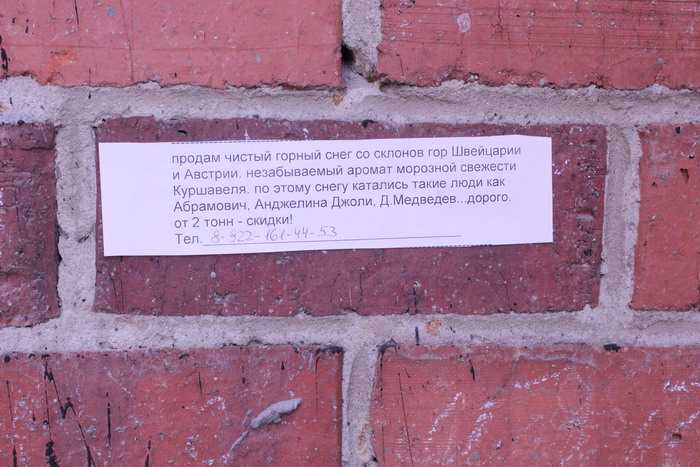 продам чистый горный снег со склонов гор Швейцарии
и Австрии. незабываемый аромат морозной свежести
Куршавеля. по этому снегу катались такие люди как
Абрамович, Анджелина Джоли, Д.Медведев...дорого.
от 2 тонн - скидки!
Тел. 8-922-161-44-53